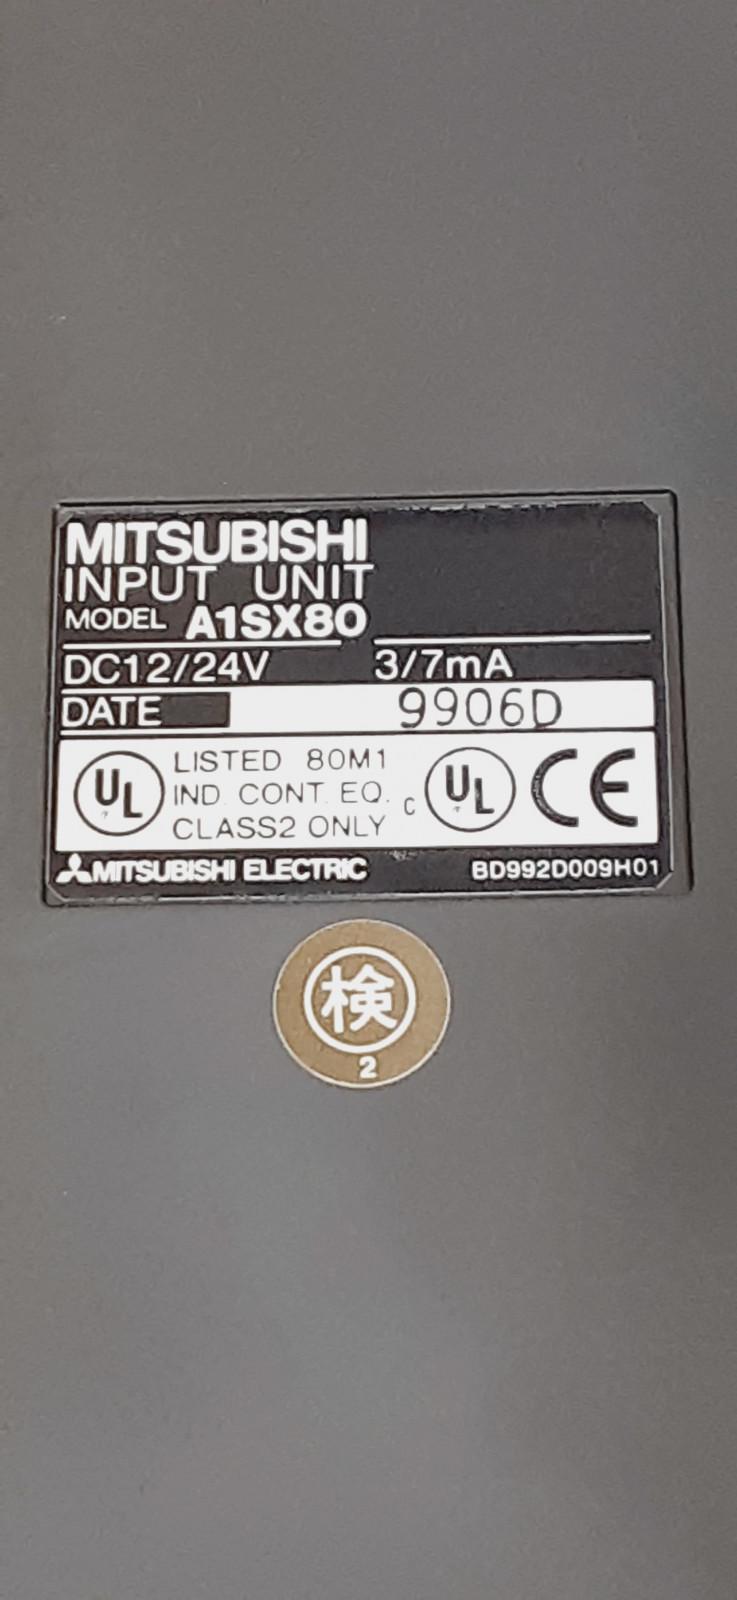 MITSUBISHI
INPUT UNIT
MODEL A1SX80
DC12/24V 3/7mA
DATE 9906D
UL LISTED 80M1
IND. CONT. EQ.
CLASS2 ONLY
c UL CE
MITSUBISHI ELECTRIC BD992D009H01
検
2